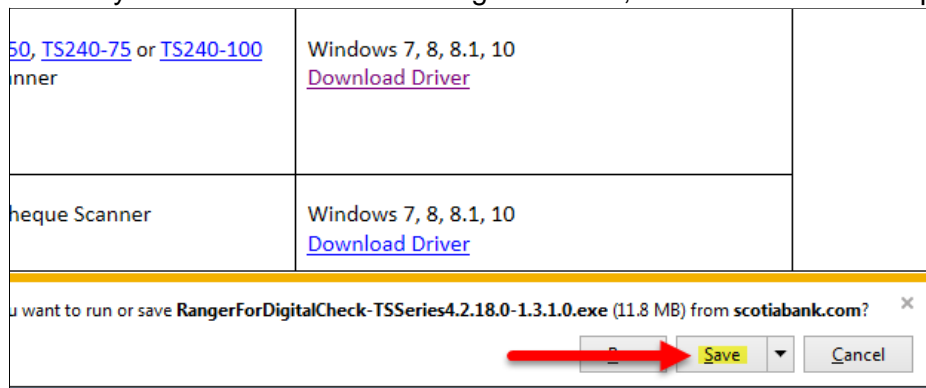 50, TS240-75 or TS240-100
nner
Windows 7, 8, 8.1, 10
Download Driver
heque Scanner
Windows 7, 8, 8.1, 10
Download Driver
u want to run or save RangerForDigitalCheck-TSSeries4.2.18.0-1.3.1.0.exe (11.8 MB) from scotiabank.com? ×
Save Cancel